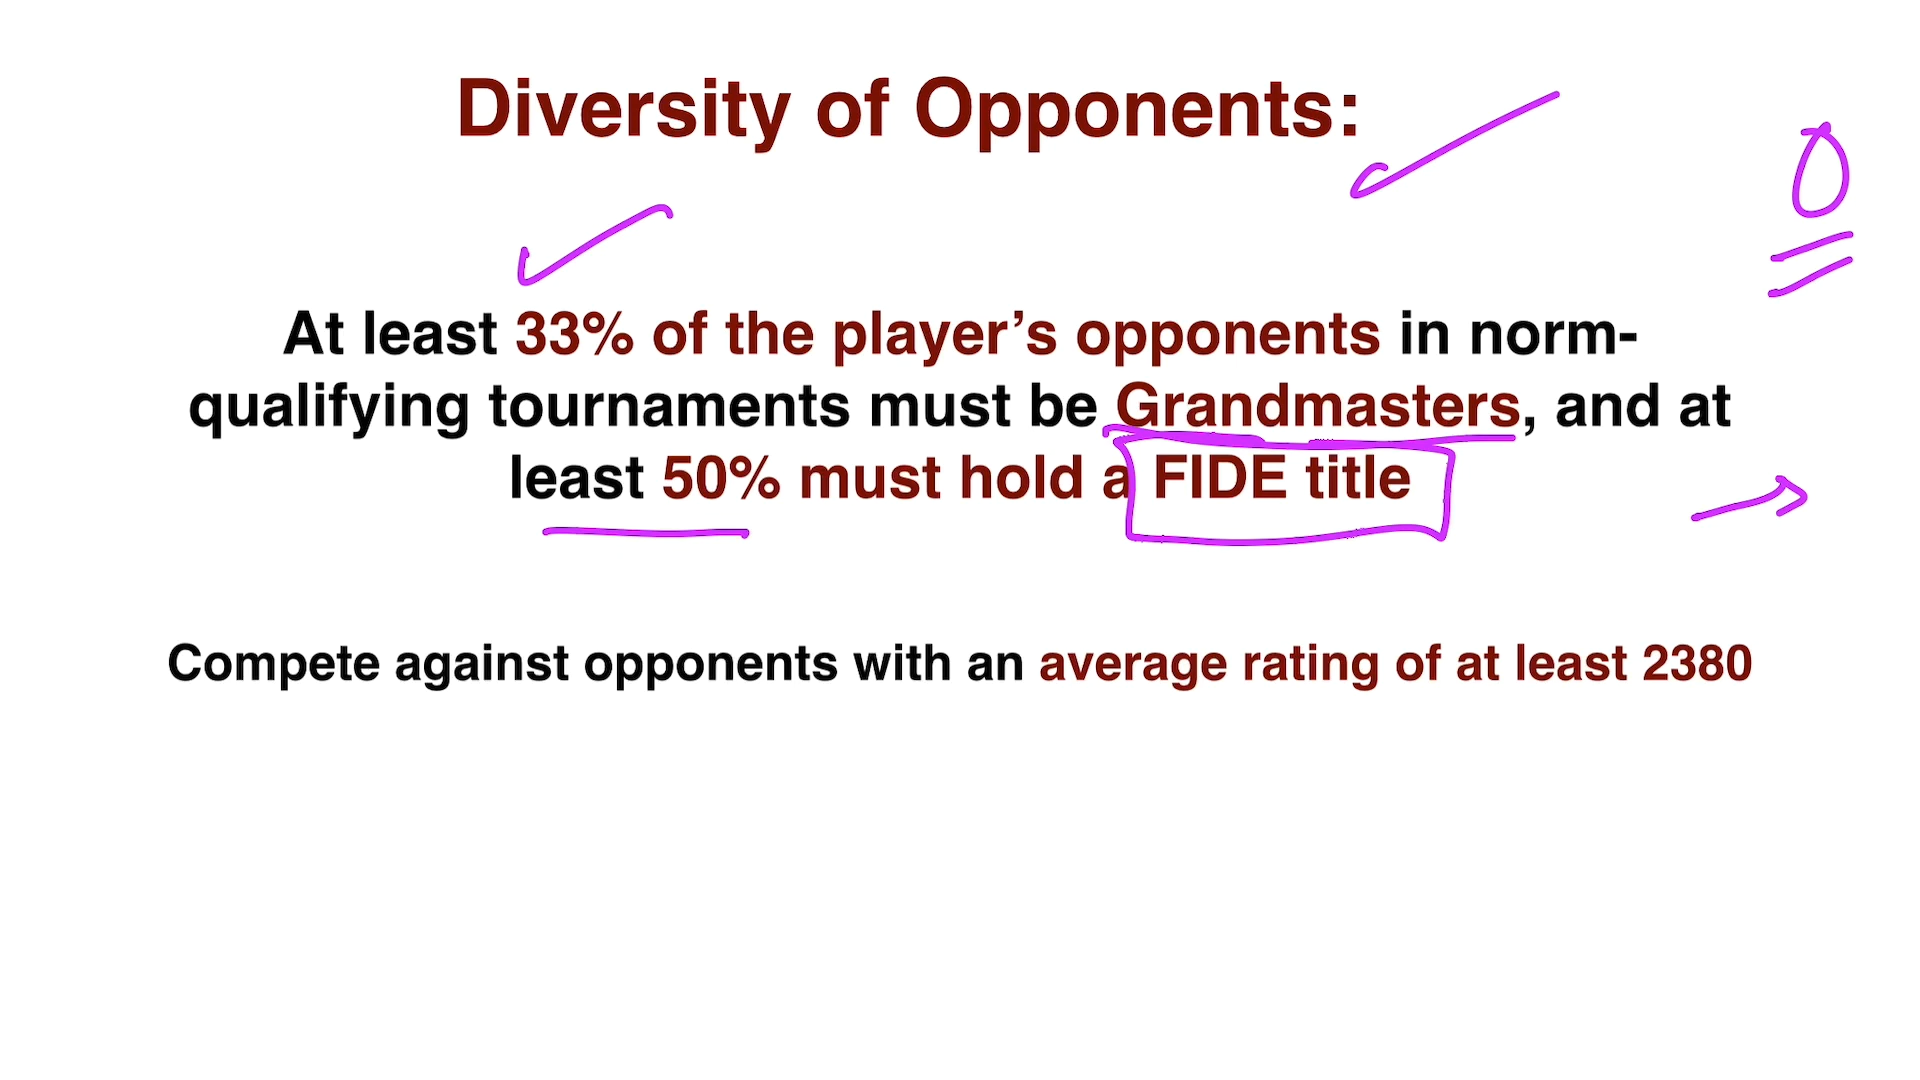 Diversity of Opponents:
0
At least 33% of the player’s opponents in norm-
qualifying tournaments must be Grandmasters, and at
least 50% must hold a FIDE title
Compete against opponents with an average rating of at least 2380